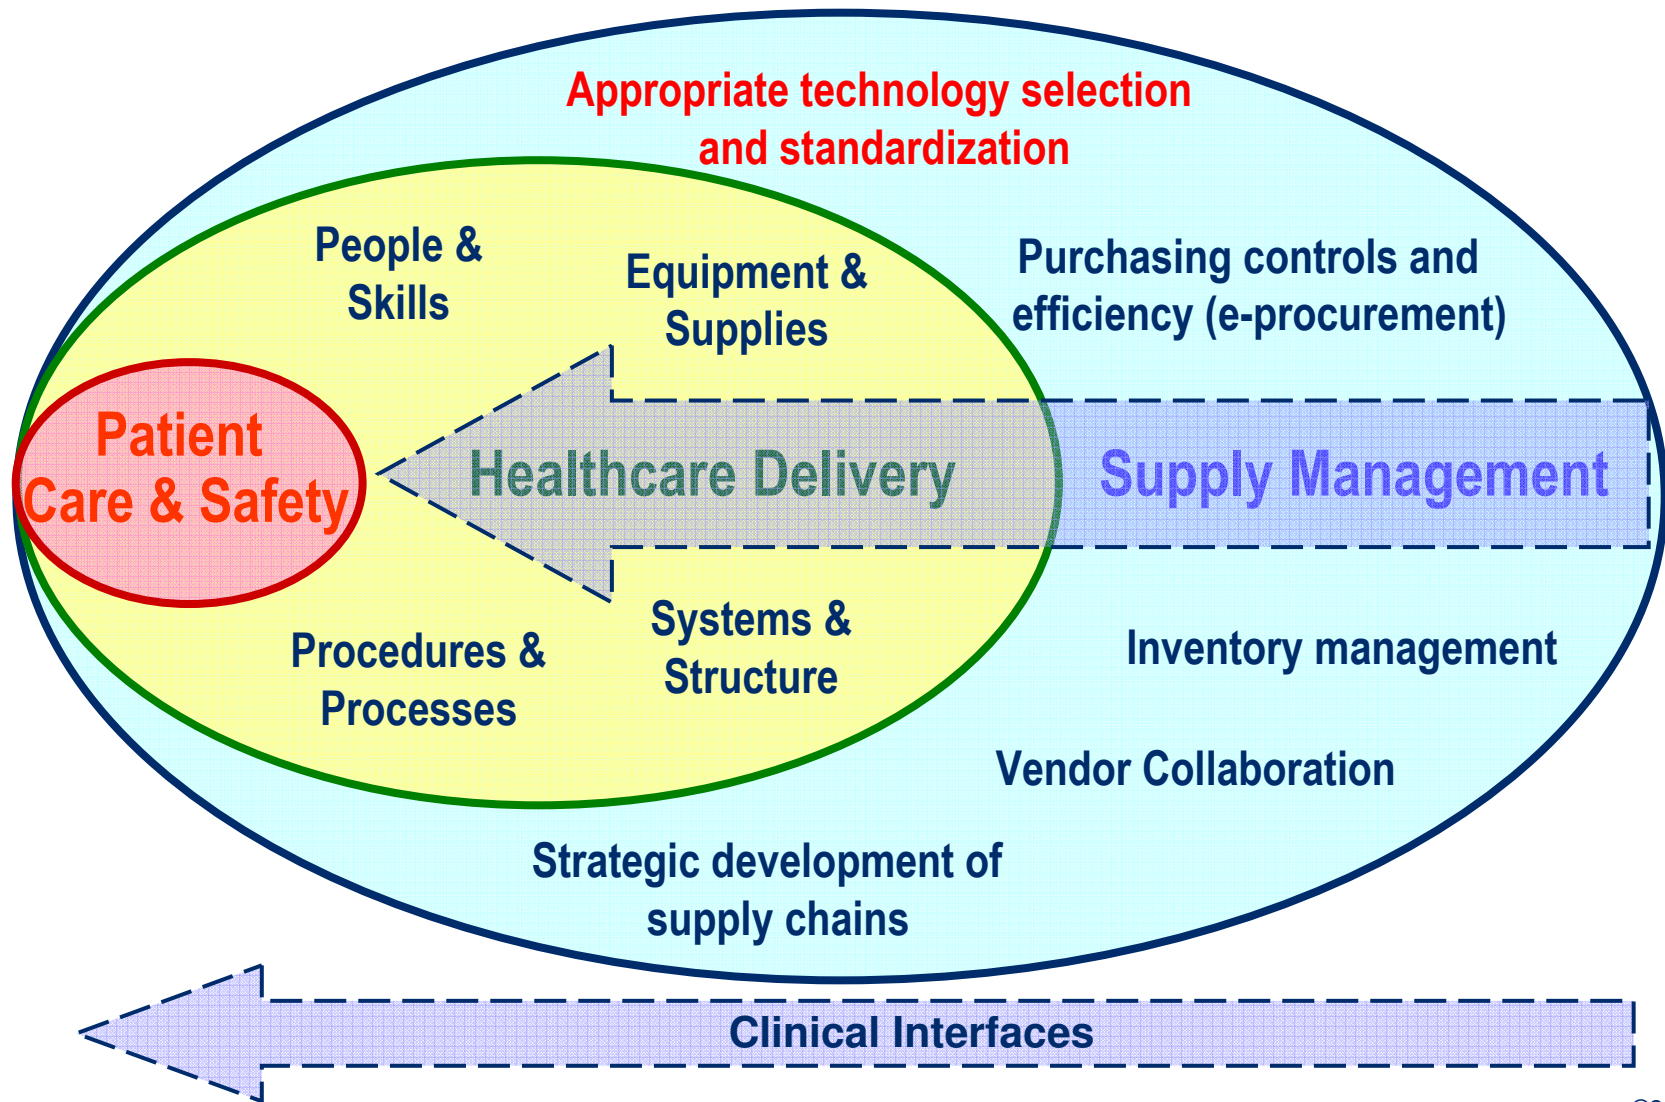 Appropriate technology selection
and standardization
People &
Skills
Equipment &
Supplies
Purchasing controls and
efficiency (e-procurement)
Patient
Care & Safety
Healthcare Delivery
Supply Management
Procedures &
Processes
Systems &
Structure
Inventory management
Vendor Collaboration
Strategic development of
supply chains
Clinical Interfaces